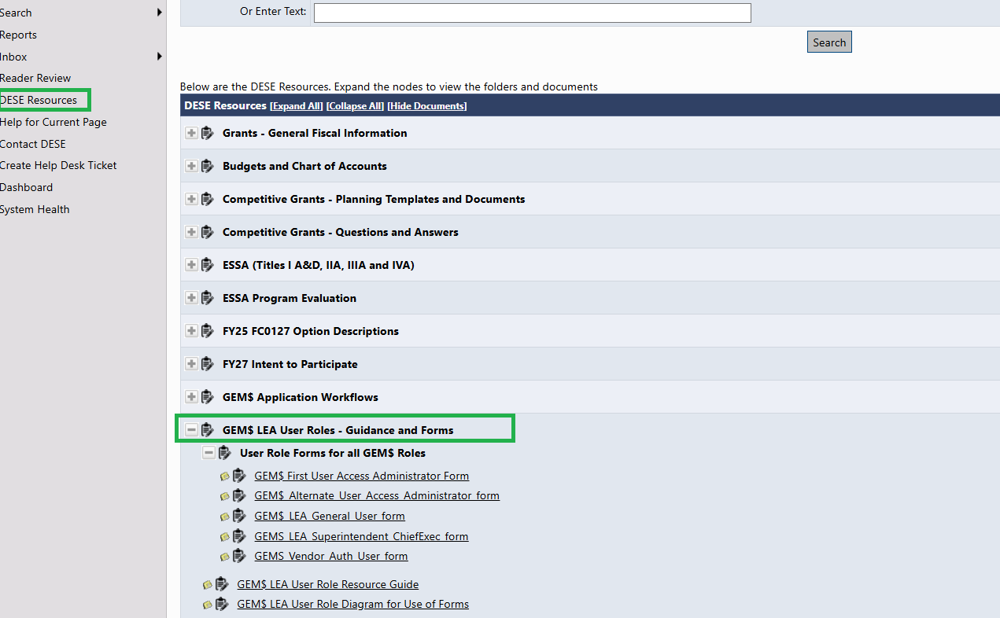 Search
Reports
Inbox
Reader Review
DESE Resources
Help for Current Page
Contact DESE
Create Help Desk Ticket
Dashboard
System Health
Or Enter Text:
Search
Below are the DESE Resources. Expand the nodes to view the folders and documents
DESE Resources [Expand All] [Collapse All] [Hide Documents]
Grants - General Fiscal Information
Budgets and Chart of Accounts
Competitive Grants - Planning Templates and Documents
Competitive Grants - Questions and Answers
ESSA (Titles I A&D, IIA, IIIA and IVA)
ESSA Program Evaluation
FY25 FC0127 Option Descriptions
FY27 Intent to Participate
GEM$ Application Workflows
GEM$ LEA User Roles - Guidance and Forms
User Role Forms for all GEM$ Roles
GEM$ First User Access Administrator Form
GEM$_Alternate_User_Access_Administrator_form
GEM$_LEA_General_User_form
GEMS_LEA_Superintendent_ChiefExec_form
GEMS_Vendor_Auth_User_form
GEM$ LEA User Role Resource Guide
GEM$ LEA User Role Diagram for Use of Forms